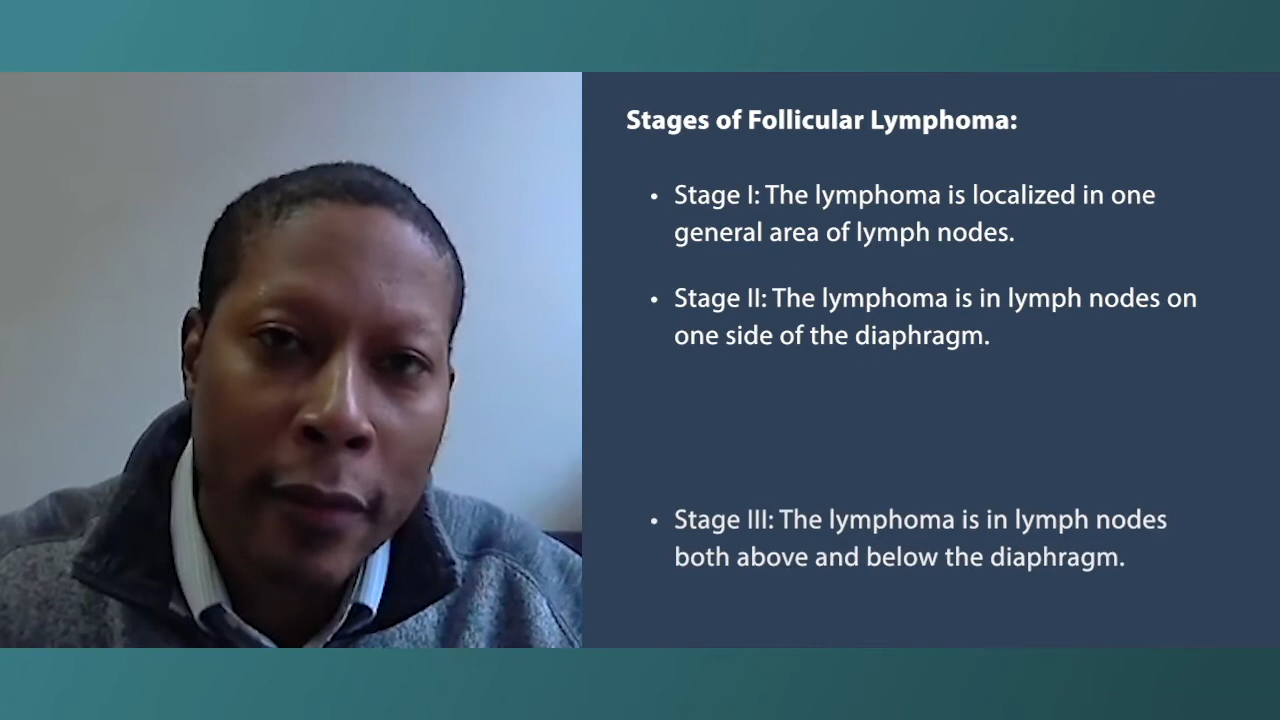 Stages of Follicular Lymphoma:
• Stage I: The lymphoma is localized in one
general area of lymph nodes.
• Stage II: The lymphoma is in lymph nodes on
one side of the diaphragm.
• Stage III: The lymphoma is in lymph nodes
both above and below the diaphragm.